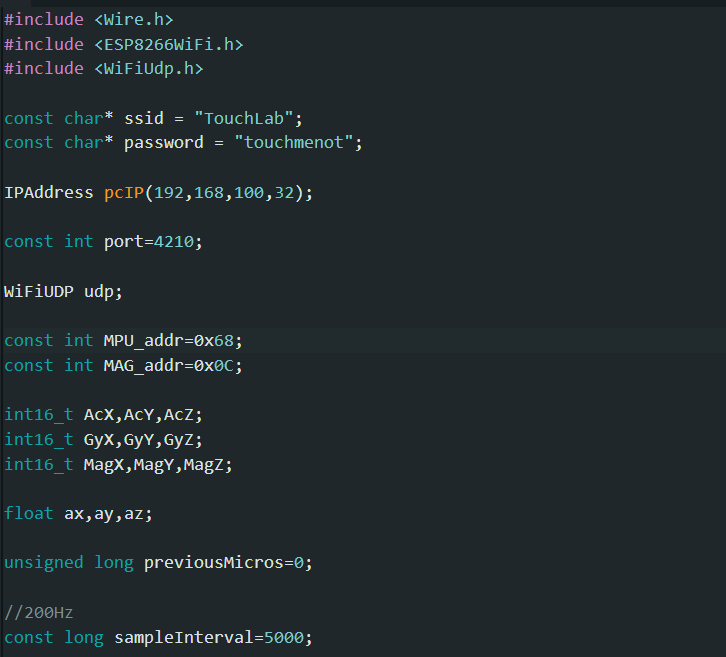 #include <Wire.h>
#include <ESP8266WiFi.h>
#include <WiFiUdp.h>
const char* ssid = "TouchLab";
const char* password = "touchmenot";
IPAddress pcIP(192,168,100,32);
const int port=4210;
WiFiUDP udp;
const int MPU_addr=0x68;
const int MAG_addr=0x0C;
int16_t AcX,AcY,AcZ;
int16_t GyX,GyY,GyZ;
int16_t MagX,MagY,MagZ;
float ax,ay,az;
unsigned long previousMicros=0;
//200Hz
const long sampleInterval=5000;